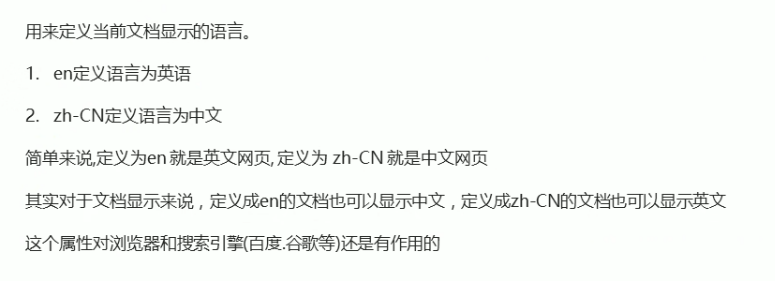 用来定义当前文档显示的语言。
1. en定义语言为英语
2. zh-CN定义语言为中文
简单来说,定义为en 就是英文网页, 定义为 zh-CN 就是中文网页
其实对于文档显示来说，定义成en的文档也可以显示中文，定义成zh-CN的文档也可以显示英文
这个属性对浏览器和搜索引擎(百度.谷歌等)还是有作用的